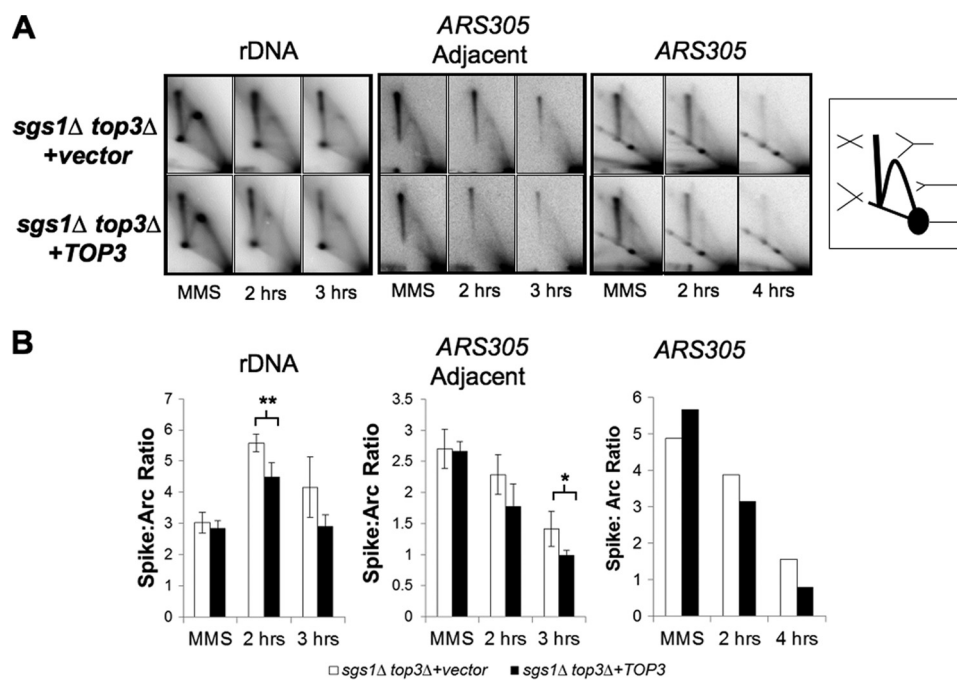 A
rDNA
ARS305
Adjacent
ARS305
sgs1Δ top3Δ
+vector
sgs1Δ top3Δ
+TOP3
MMS 2 hrs 3 hrs MMS 2 hrs 3 hrs MMS 2 hrs 4 hrs
B
rDNA
ARS305
Adjacent
ARS305
Spike:Arc Ratio
7
6
5
4
3
2
1
0
**
MMS 2 hrs 3 hrs
Spike:Arc Ratio
3.5
3
2.5
2
1.5
1
0.5
0
*
MMS 2 hrs 3 hrs
Spike: Arc Ratio
6
5
4
3
2
1
0
MMS 2 hrs 4 hrs
sgs1Δ top3Δ+vector sgs1Δ top3Δ+TOP3